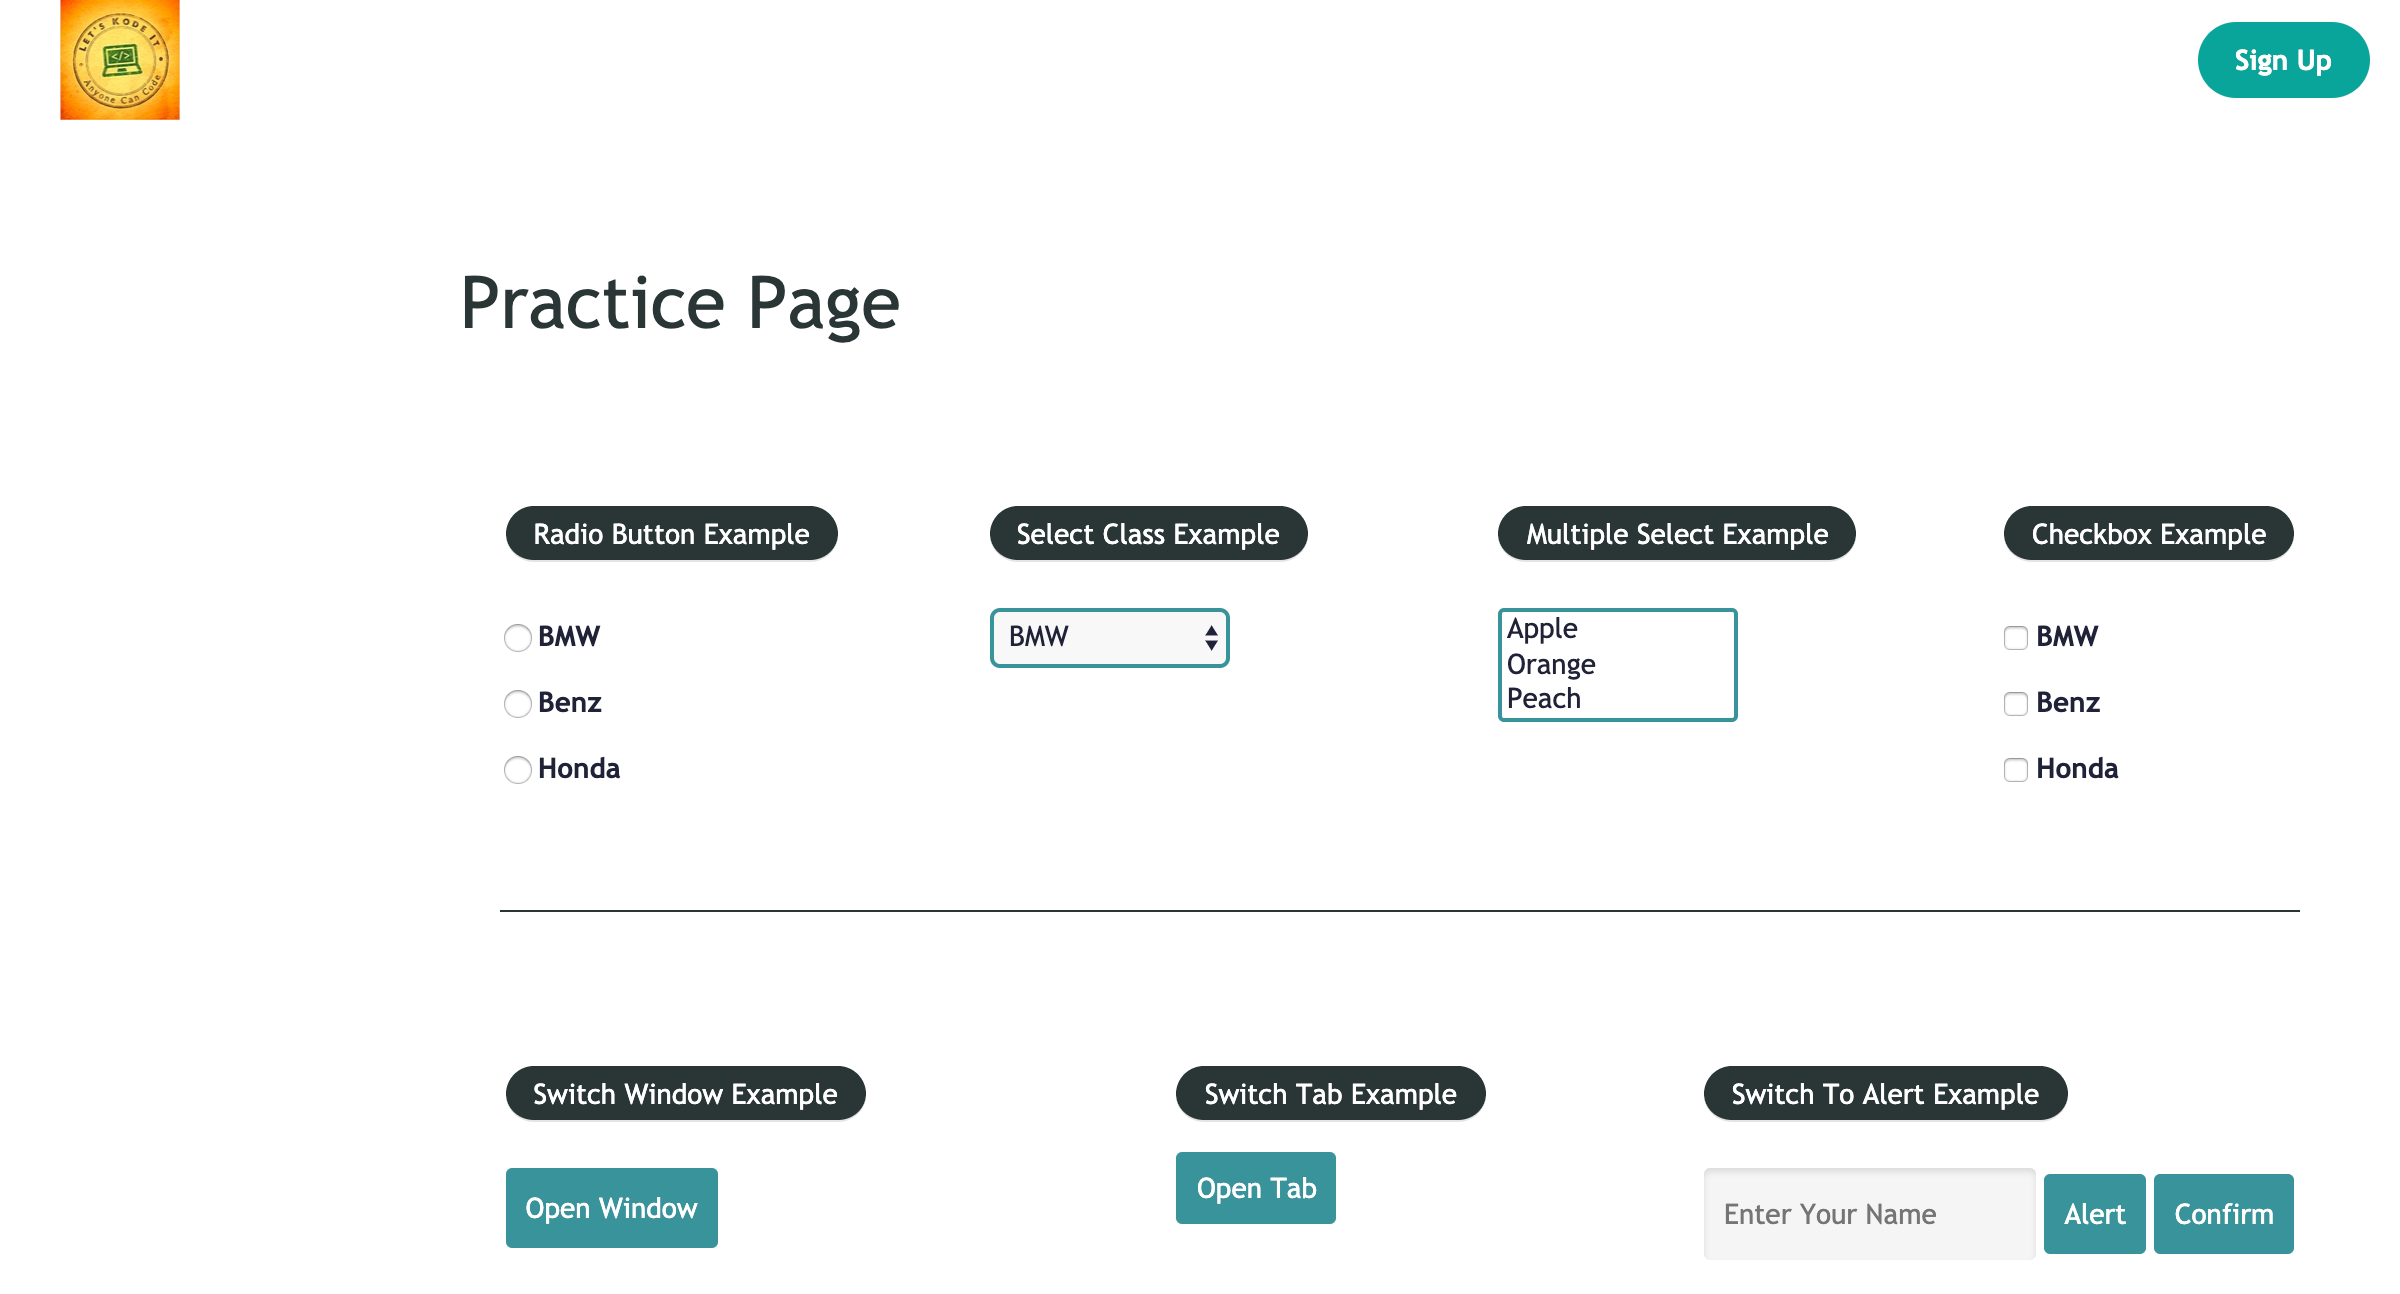 LET'S KODE IT
</>
Anyone Can Code
Sign Up
Practice Page
Radio Button Example
Select Class Example
Multiple Select Example
Checkbox Example
BMW
Benz
Honda
BMW
Apple
Orange
Peach
BMW
Benz
Honda
Switch Window Example
Switch Tab Example
Switch To Alert Example
Open Window
Open Tab
Enter Your Name
Alert
Confirm